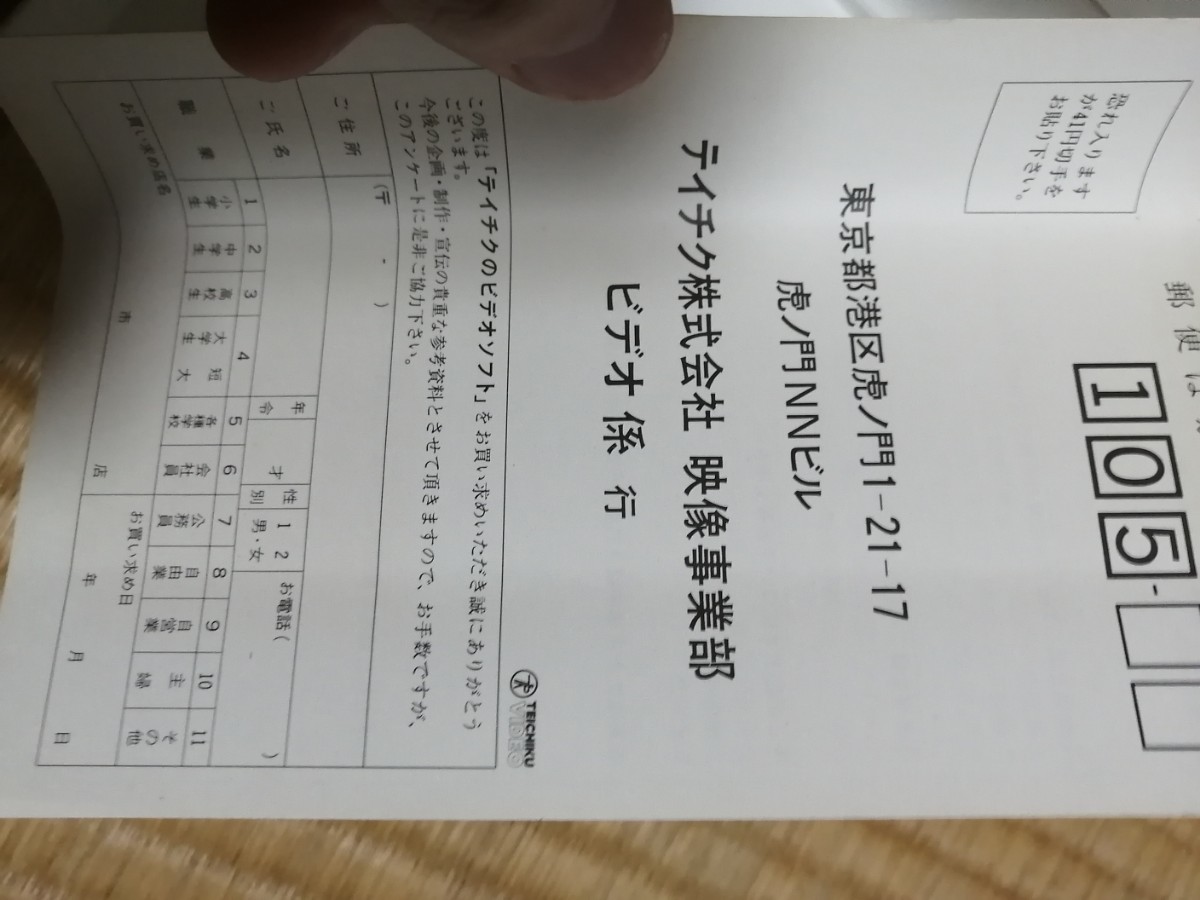 郵便は
105-
恐れ入ります
が41円切手を
お貼り下さい。
東京都港区虎ノ門1-21-17
虎ノ門NNビル
テイチク株式会社 映像事業部
ビデオ係 行
TEICHIKU
VIDEO
この度は「テイチクのビデオソフト」をお買い求めいただき誠にありがとう
ございます。
今後の企画・制作・宣伝の貴重な参考資料とさせて頂きますので、お手数ですが、
このアンケートに是非ご協力下さい。
ご住所
(〒 - )
ご氏名
年令
才
性別
1 2
男・女
お電話( - )
職業
1 小学生
2 中学生
3 高校生
4 大学生 短大
5 各種学校
6 会社員
7 公務員
8 自由業
9 自営業
10 主婦
11 その他
お買い求め店名
市 店
お買い求め日
年 月 日